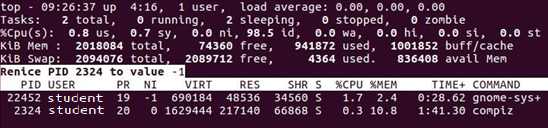 top - 09:26:37 up  4:16,  1 user,  load average: 0.00, 0.00, 0.00
Tasks:   2 total,   0 running,   2 sleeping,   0 stopped,   0 zombie
%Cpu(s):  0.8 us,  0.7 sy,  0.0 ni, 98.5 id,  0.0 wa,  0.0 hi,  0.0 si,  0.0 st
KiB Mem :  2018084 total,    74360 free,   941872 used,  1001852 buff/cache
KiB Swap:  2094076 total,  2089712 free,     4364 used.   836408 avail Mem
Renice PID 2324 to value -1
PID USER PR NI VIRT RES SHR S %CPU %MEM TIME+ COMMAND
22452 student 19 -1 690184 48536 34560 S 1.7 2.4 0:28.62 gnome-sys+
2324 student 20 0 1629444 217140 66868 S 0.3 10.8 1:41.30 compiz